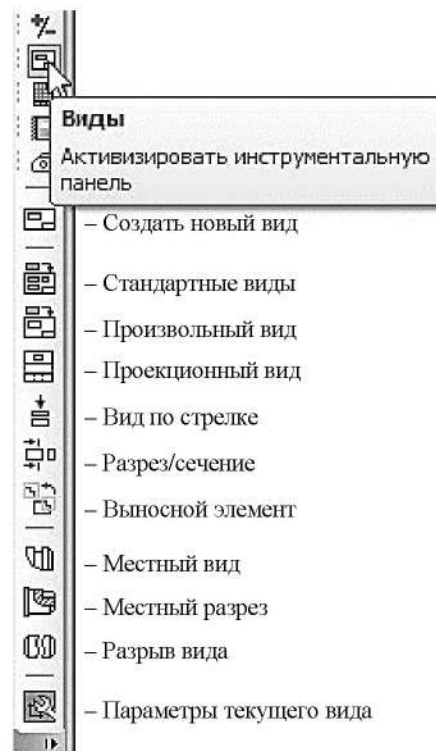 Виды
Активизировать инструментальную
панель
– Создать новый вид
– Стандартные виды
– Произвольный вид
– Проекционный вид
– Вид по стрелке
– Разрез/сечение
– Выносной элемент
– Местный вид
– Местный разрез
– Разрыв вида
– Параметры текущего вида